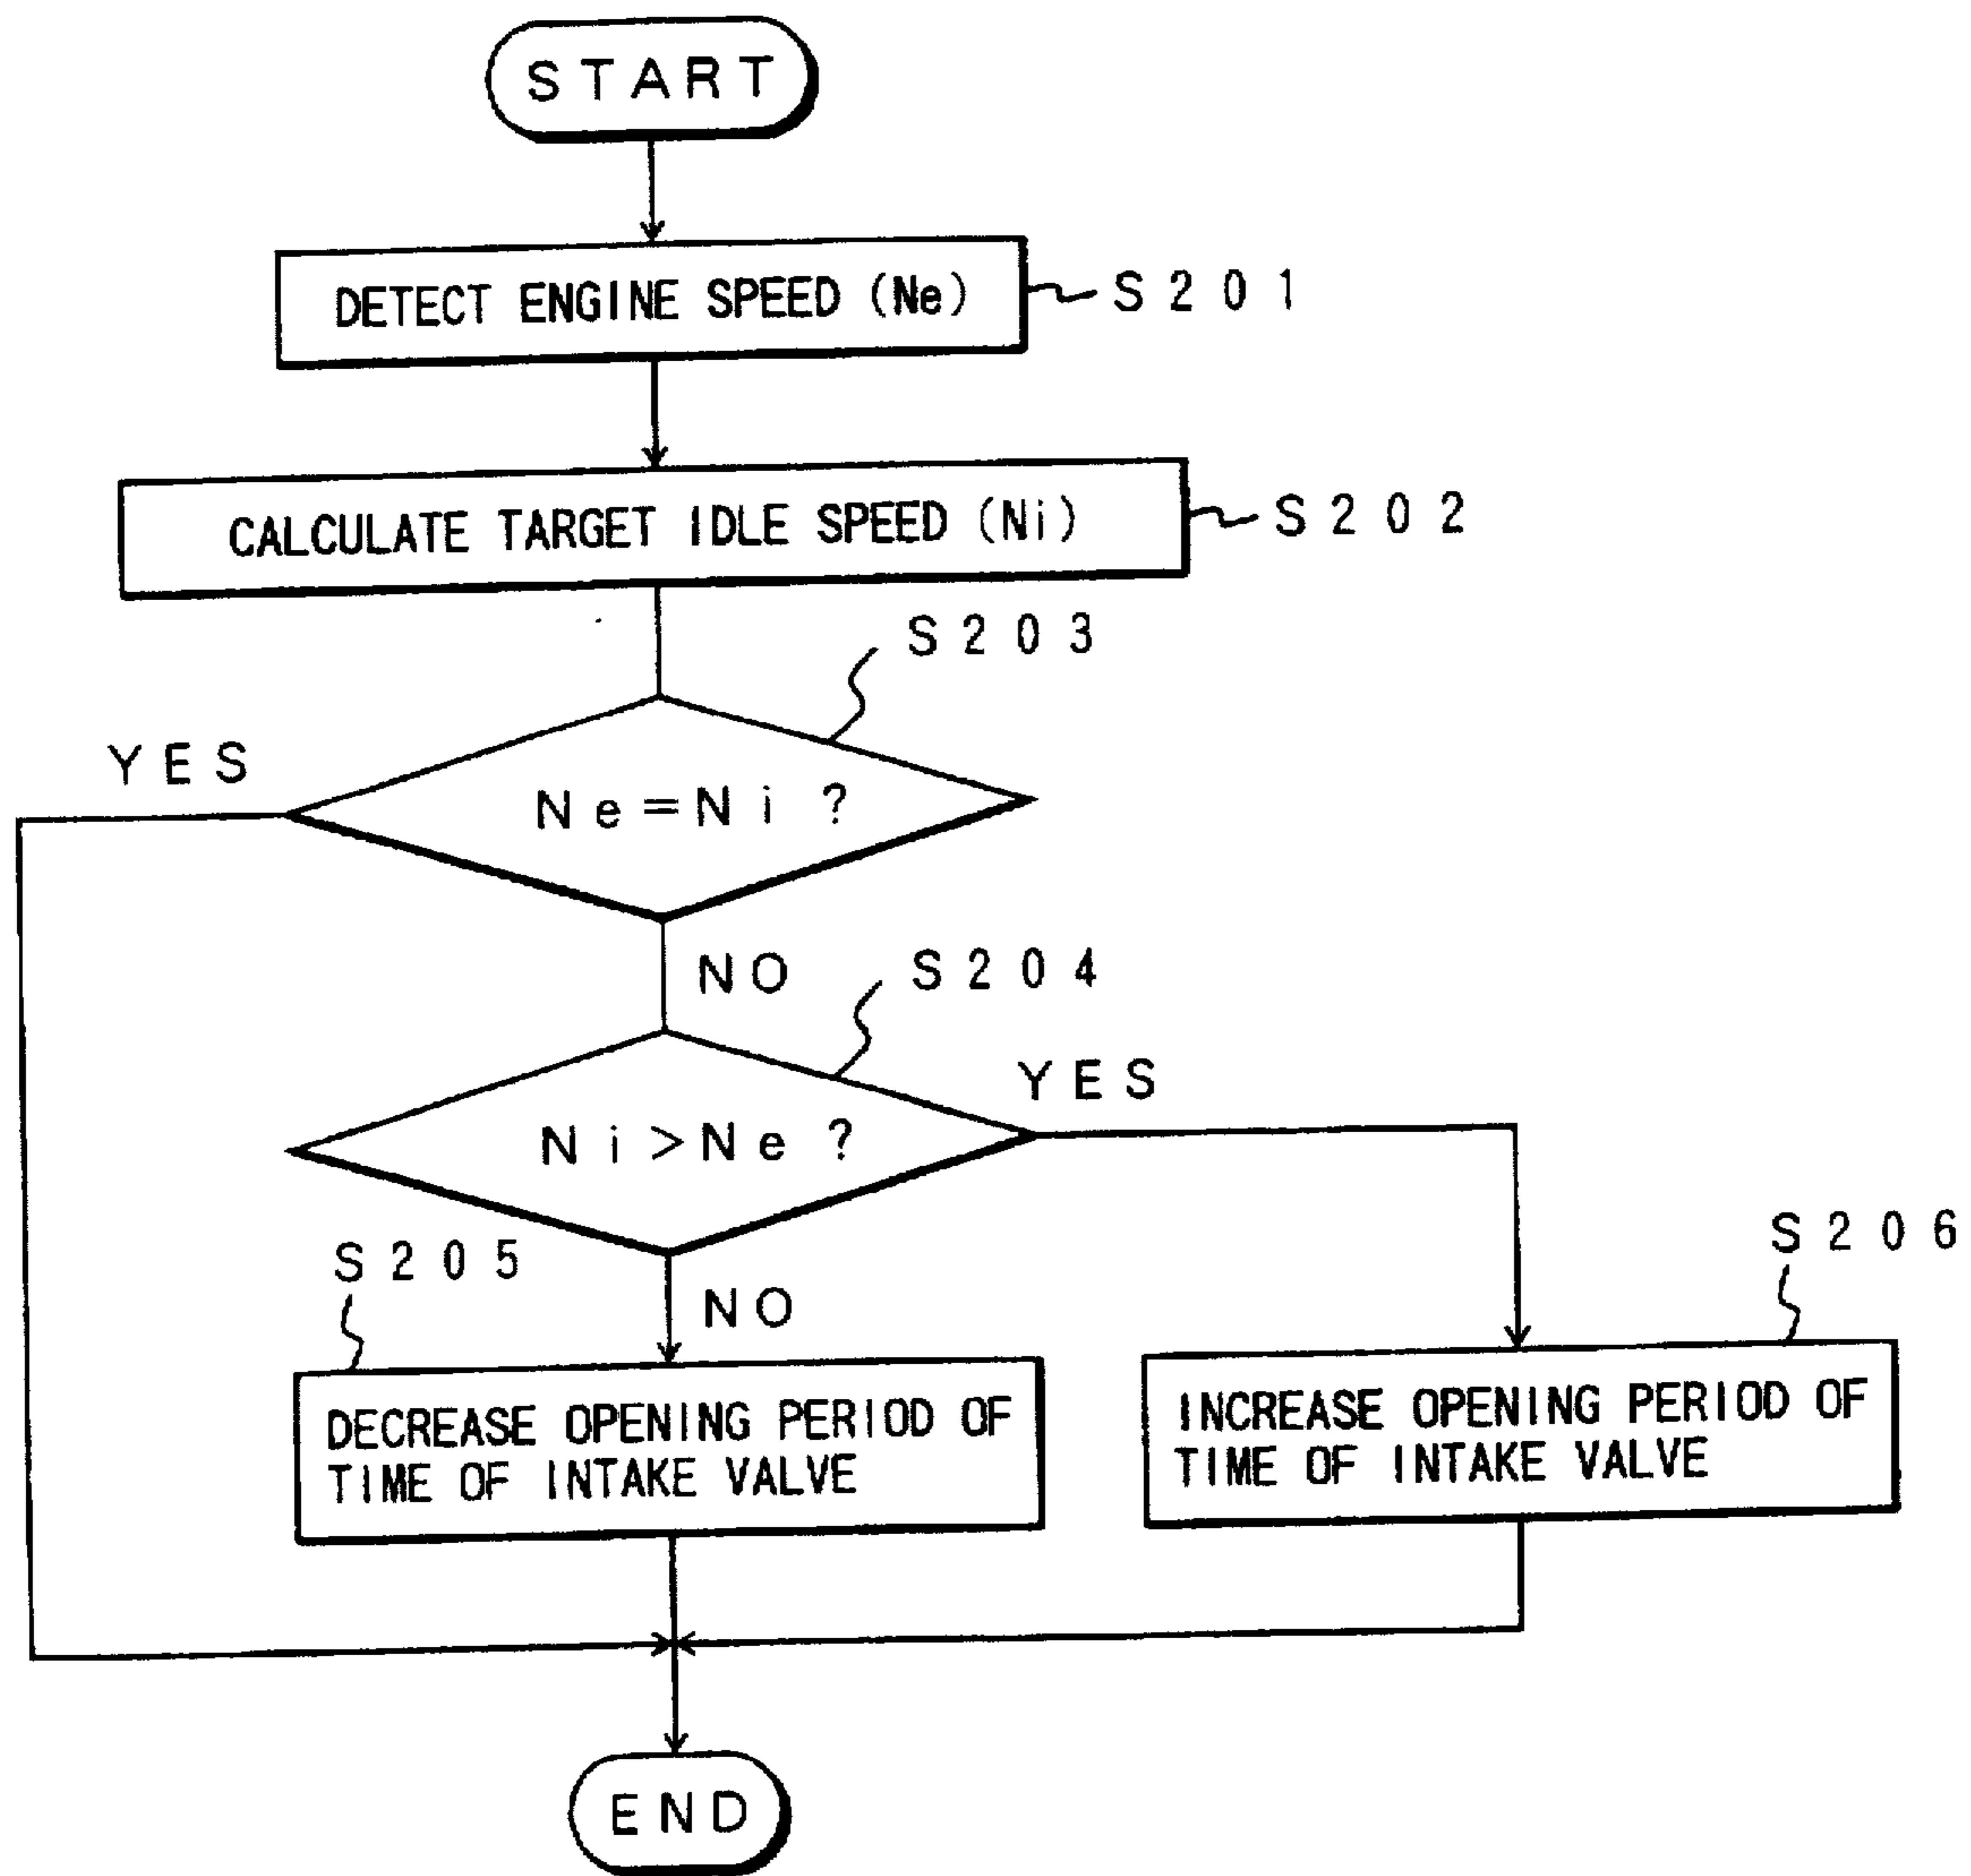 START
DETECT ENGINE SPEED (Ne)
S201
CALCULATE TARGET IDLE SPEED (Ni)
S202
S203
YES
Ne=Ni ?
NO
S204
YES
Ni>Ne ?
S205
NO
S206
DECREASE OPENING PERIOD OF
TIME OF INTAKE VALVE
INCREASE OPENING PERIOD OF
TIME OF INTAKE VALVE
END